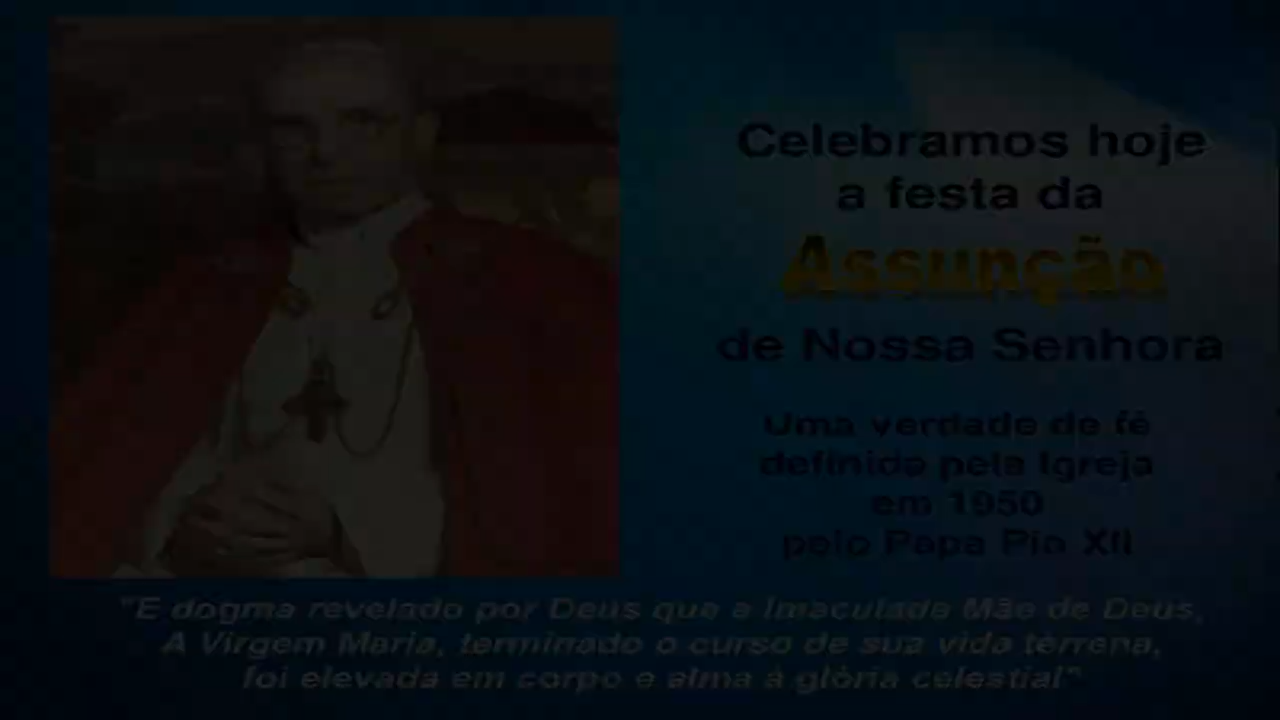 Celebramos hoje
a festa da
Assunção
de Nossa Senhora
Uma verdade de fé
definida pela Igreja
em 1950
pelo Papa Pio XII
"É dogma revelado por Deus que a Imaculada Mãe de Deus,
A Virgem Maria, terminado o curso de sua vida terrena,
foi elevada em corpo e alma à glória celestial"